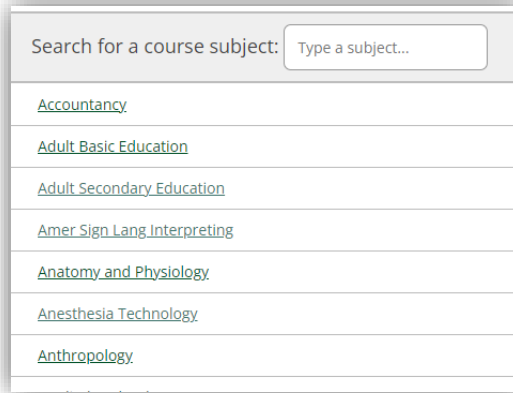 Search for a course subject: Type a subject...
Accountancy
Adult Basic Education
Adult Secondary Education
Amer Sign Lang Interpreting
Anatomy and Physiology
Anesthesia Technology
Anthropology